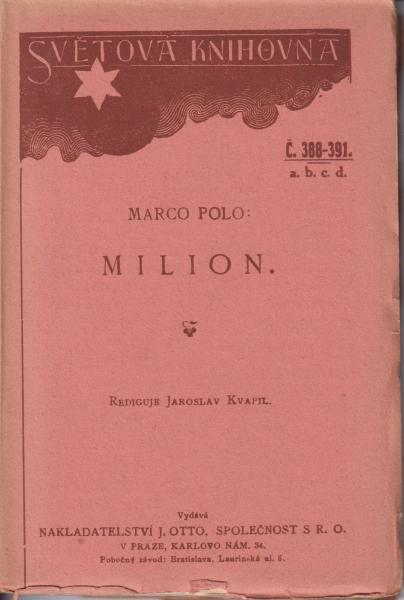 SVĚTOVÁ KNIHOVNA
Č. 388-391.
a. b. c. d.
MARCO POLO:
MILION.
REDIGUJE JAROSLAV KVAPIL.
Vydává
NAKLADATELSTVÍ J. OTTO, SPOLEČNOST S R. O.
V PRAZE, KARLOVO NÁM. 34.
Pobočný závod: Bratislava, Laurinská ul. 6.